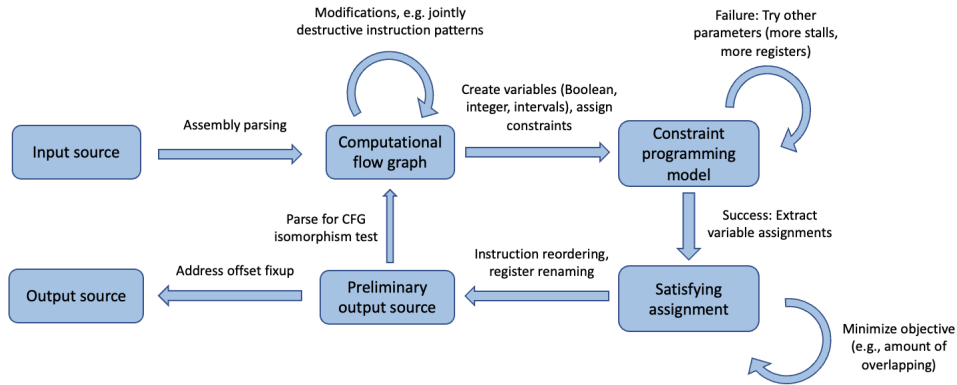 Modifications, e.g. jointly
destructive instruction patterns
Failure: Try other
parameters (more stalls,
more registers)
Input source
Assembly parsing
Computational
flow graph
Create variables (Boolean,
integer, intervals), assign
constraints
Constraint
programming
model
Parse for CFG
isomorphism test
Success: Extract
variable assignments
Output source
Address offset fixup
Preliminary
output source
Instruction reordering,
register renaming
Satisfying
assignment
Minimize objective
(e.g., amount of
overlapping)